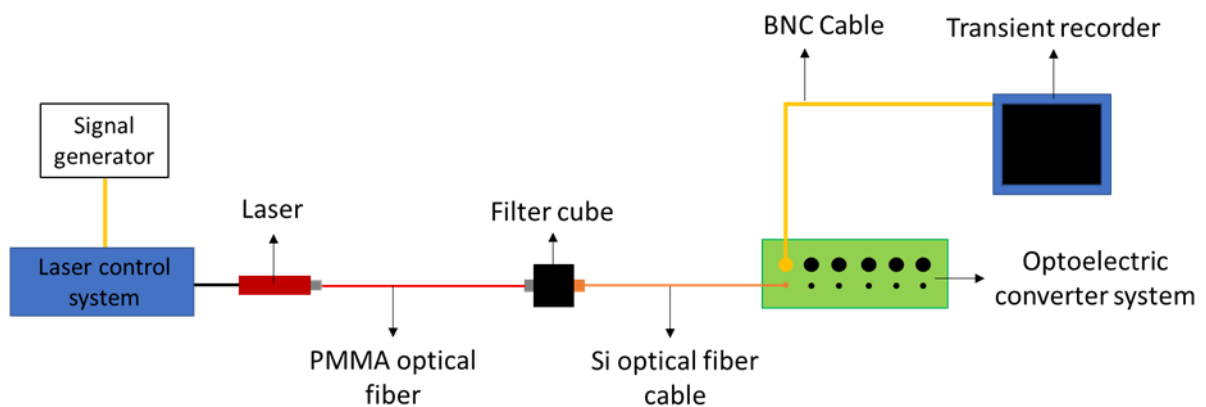 BNC Cable
Transient recorder
Signal
generator
Laser
Filter cube
Laser control
system
Optoelectric
converter system
PMMA optical
fiber
Si optical fiber
cable